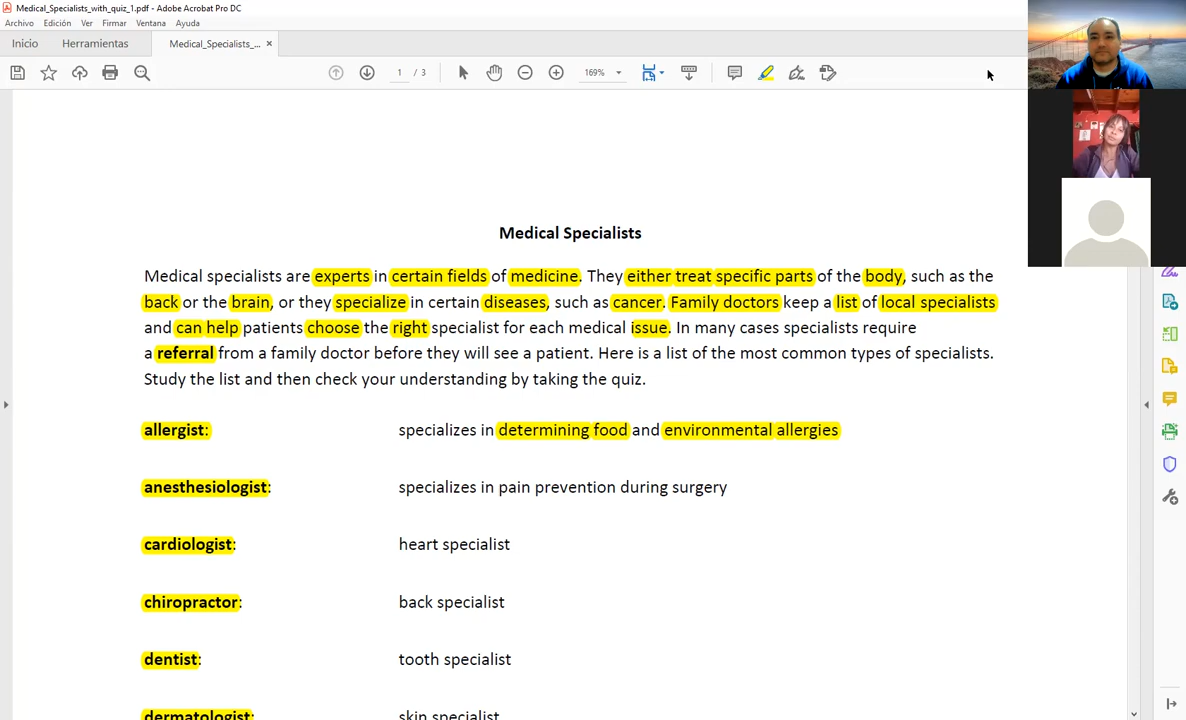 Medical_Specialists_with_quiz_1.pdf - Adobe Acrobat Pro DC
Archivo Edición Ver Firmar Ventana Ayuda
Inicio Herramientas Medical_Specialists_... ×
1 / 3 169%
Medical Specialists
Medical specialists are experts in certain fields of medicine. They either treat specific parts of the body, such as the
back or the brain, or they specialize in certain diseases, such as cancer. Family doctors keep a list of local specialists
and can help patients choose the right specialist for each medical issue. In many cases specialists require
a referral from a family doctor before they will see a patient. Here is a list of the most common types of specialists.
Study the list and then check your understanding by taking the quiz.
allergist: specializes in determining food and environmental allergies
anesthesiologist: specializes in pain prevention during surgery
cardiologist: heart specialist
chiropractor: back specialist
dentist: tooth specialist
dermatologist: skin specialist